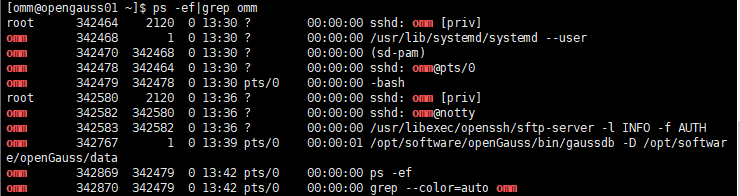 [omm@opengauss01 ~]$ ps -ef|grep omm
root 342464 2120 0 13:30 ? 00:00:00 sshd: omm [priv]
omm 342468 1 0 13:30 ? 00:00:00 /usr/lib/systemd/systemd --user
omm 342470 342468 0 13:30 ? 00:00:00 (sd-pam)
omm 342478 342464 0 13:30 ? 00:00:00 sshd: omm@pts/0
omm 342479 342478 0 13:30 pts/0 00:00:00 -bash
root 342580 2120 0 13:36 ? 00:00:00 sshd: omm [priv]
omm 342582 342580 0 13:36 ? 00:00:00 sshd: omm@notty
omm 342583 342582 0 13:36 ? 00:00:00 /usr/libexec/openssh/sftp-server -l INFO -f AUTH
omm 342767 1 0 13:39 pts/0 00:00:01 /opt/software/openGauss/bin/gaussdb -D /opt/softwar
e/openGauss/data
omm 342869 342479 0 13:42 pts/0 00:00:00 ps -ef
omm 342870 342479 0 13:42 pts/0 00:00:00 grep --color=auto omm